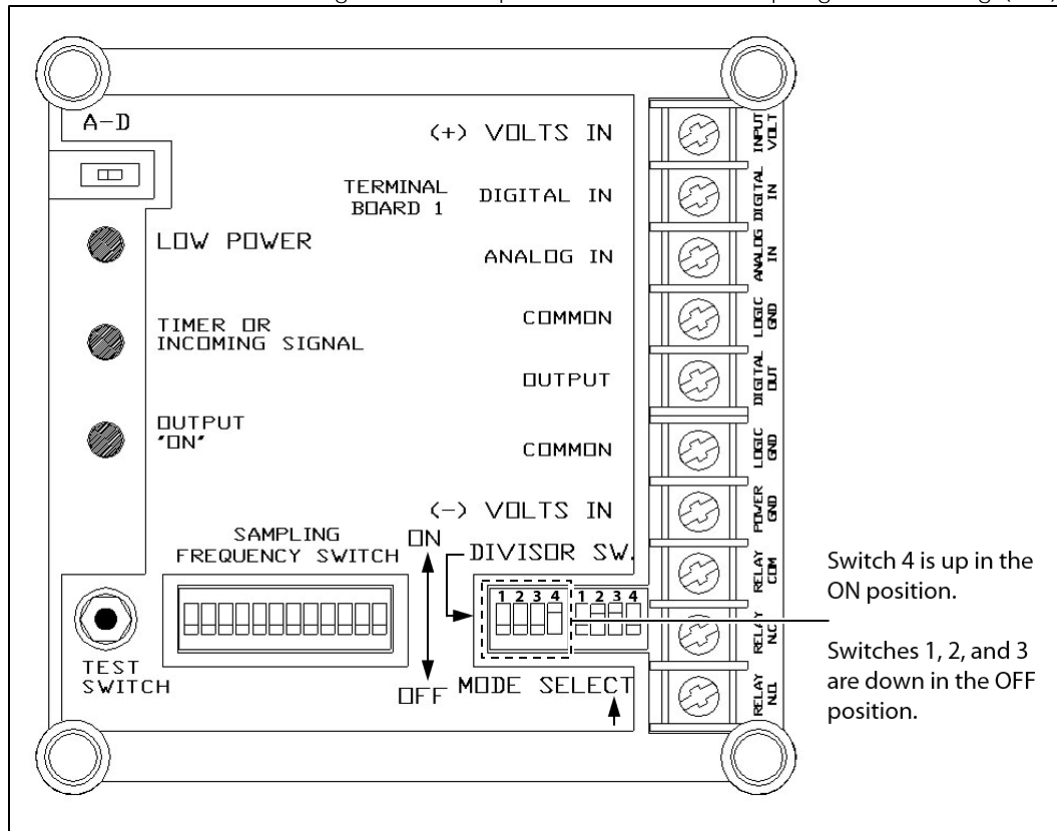 A-D
(+) VOLTS IN
TERMINAL
BOARD 1
DIGITAL IN
LOW POWER
ANALOG IN
TIMER OR
INCOMING SIGNAL
COMMON
OUTPUT
OUTPUT
"ON"
COMMON
(-) VOLTS IN
SAMPLING
FREQUENCY SWITCH
ON
OFF
DIVISOR SW.
1 2 3 4
1 2 3 4
MODE SELECT
TEST
SWITCH
INPUT
VOLT
DIGITAL
IN
ANALOG
IN
LOGIC
GND
DIGITAL
OUT
LOGIC
GND
POWER
GND
RELAY
COM
RELAY
N.C.
RELAY
N.O.
Switch 4 is up in the
ON position.
Switches 1, 2, and 3
are down in the OFF
position.